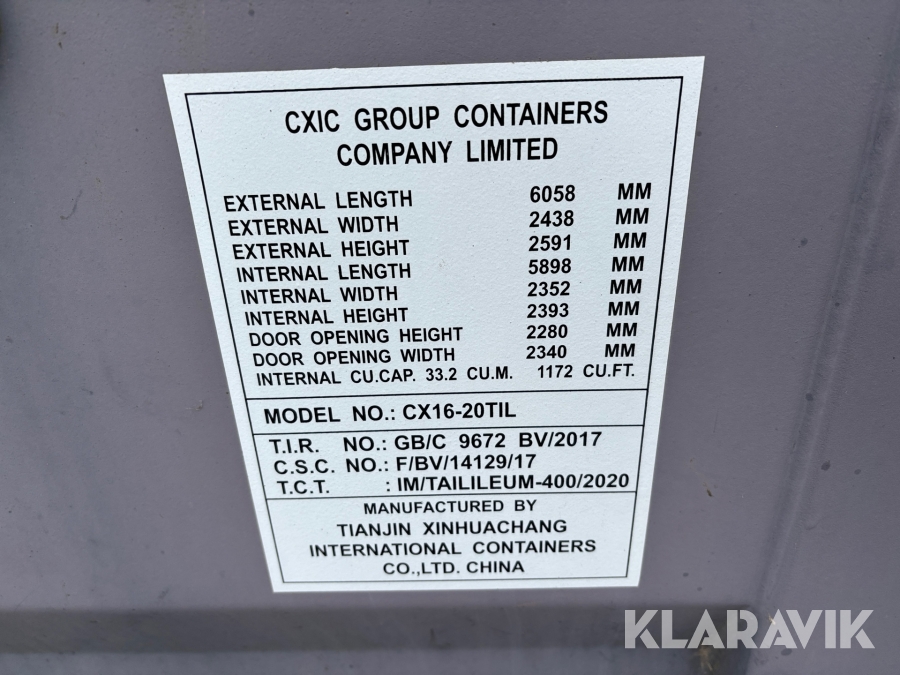 CXIC GROUP CONTAINERS
COMPANY LIMITED
EXTERNAL LENGTH 6058 MM
EXTERNAL WIDTH 2438 MM
EXTERNAL HEIGHT 2591 MM
INTERNAL LENGTH 5898 MM
INTERNAL WIDTH 2352 MM
INTERNAL HEIGHT 2393 MM
DOOR OPENING HEIGHT 2280 MM
DOOR OPENING WIDTH 2340 MM
INTERNAL CU.CAP. 33.2 CU.M. 1172 CU.FT.
MODEL NO.: CX16-20TIL
T.I.R. NO.: GB/C 9672 BV/2017
C.S.C. NO.: F/BV/14129/17
T.C.T. : IM/TAILILEUM-400/2020
MANUFACTURED BY
TIANJIN XINHUACHANG
INTERNATIONAL CONTAINERS
CO.,LTD. CHINA
KLARAVIK